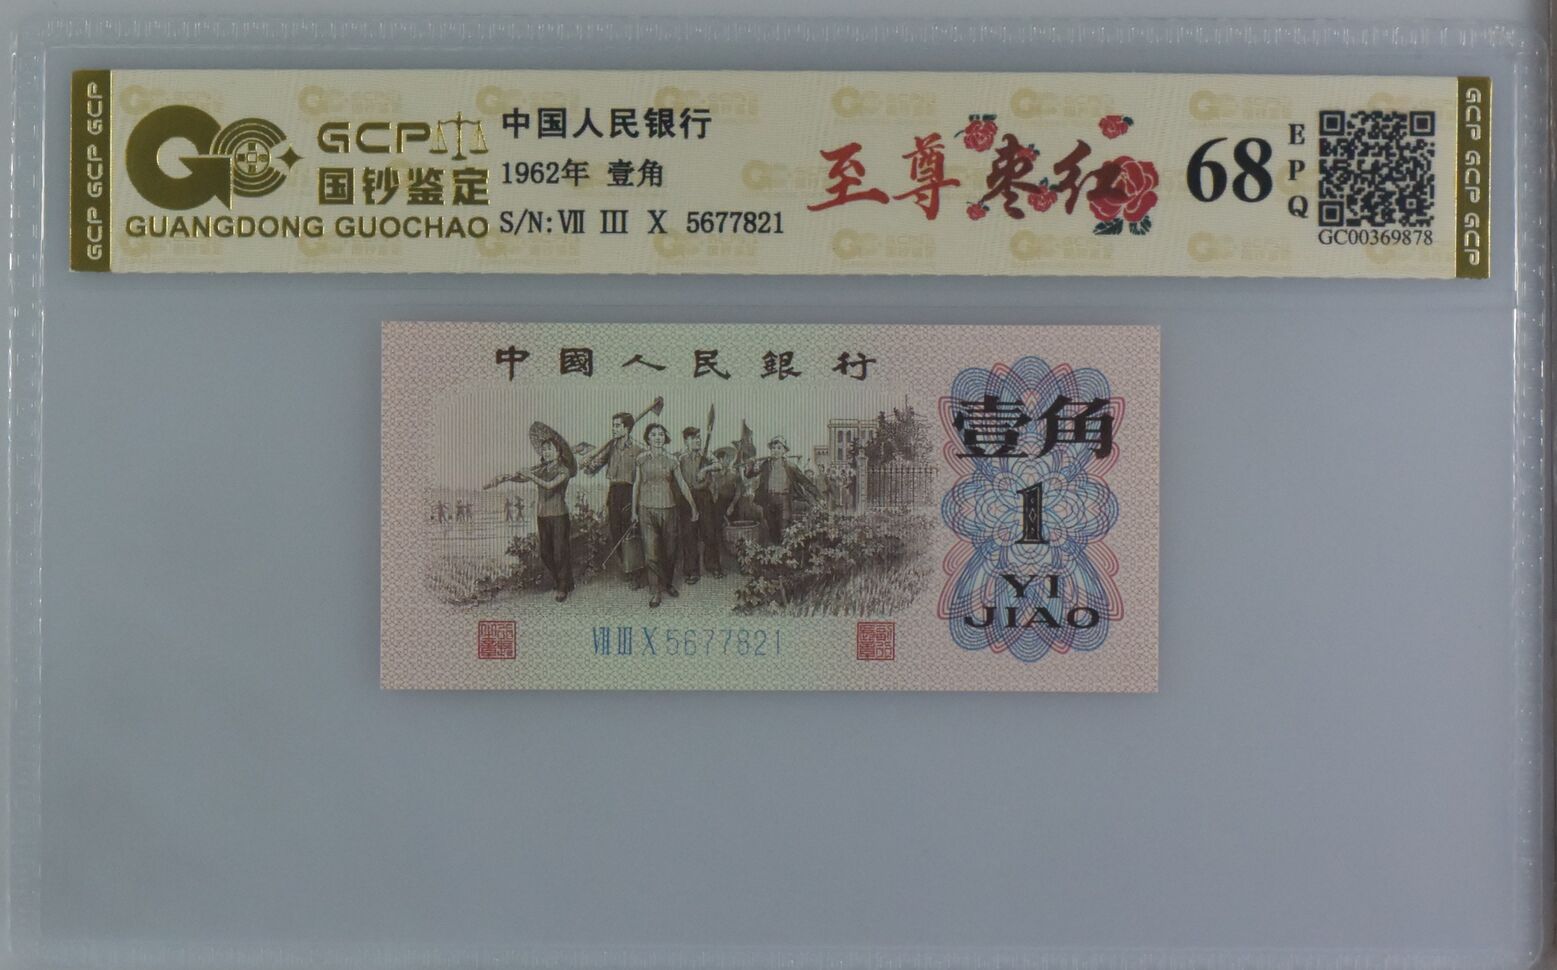 GCP GCP GCP
GCP
国钞鉴定
GUANGDONG GUOCHAO
中国人民银行
1962年 壹角
S/N: Ⅶ Ⅲ X 5677821
至尊枣红
68
EPQ
GC00369878
GCP GCP GCP
中國人民銀行
壹角
1
YI
JIAO
Ⅶ Ⅲ X 5677821